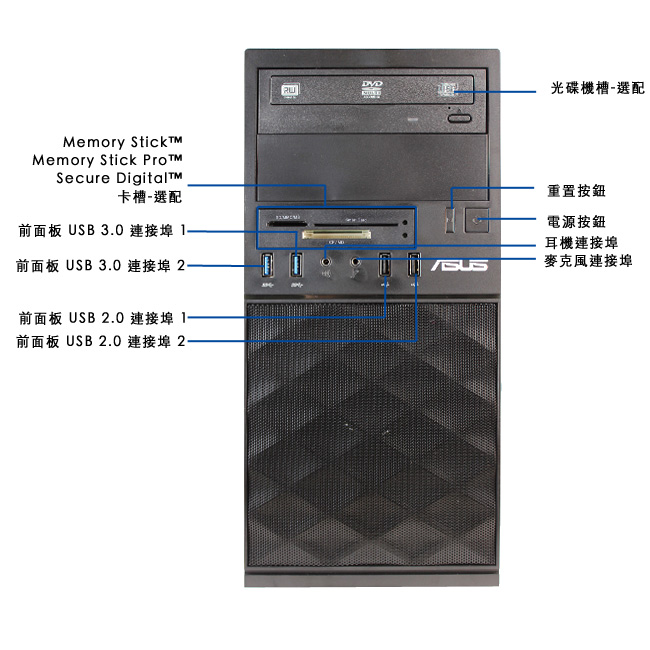 光碟機槽-選配
Memory Stick™
Memory Stick Pro™
Secure Digital™
卡槽-選配
重置按鈕
電源按鈕
前面板 USB 3.0 連接埠 1
耳機連接埠
麥克風連接埠
前面板 USB 3.0 連接埠 2
前面板 USB 2.0 連接埠 1
前面板 USB 2.0 連接埠 2
RW
DVD
ASUS